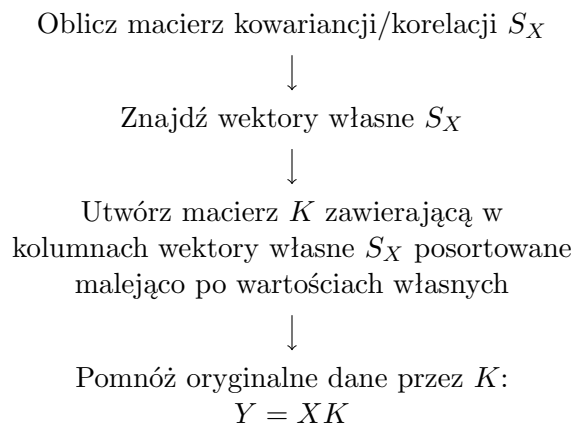 Oblicz macierz kowariancji/korelacji S_X
↓
Znajdź wektory własne S_X
↓
Utwórz macierz K zawierającą w
kolumnach wektory własne S_X posortowane
malejąco po wartościach własnych
↓
Pomnóż oryginalne dane przez K:
Y = XK